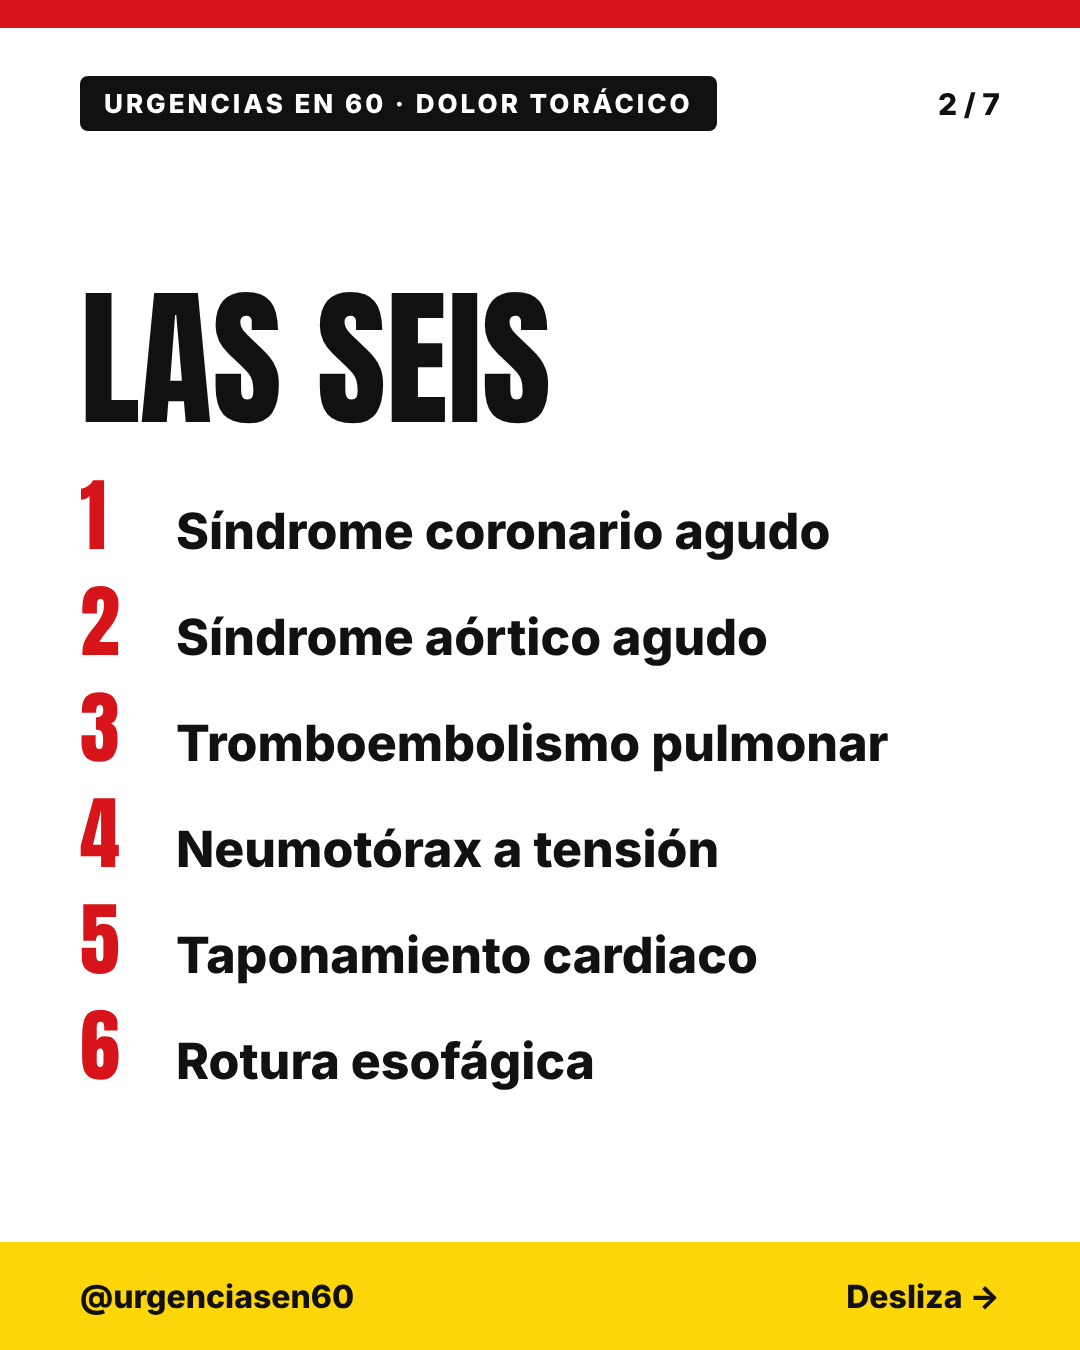 URGENCIAS EN 60 · DOLOR TORÁCICO
2 / 7
LAS SEIS
1 Síndrome coronario agudo
2 Síndrome aórtico agudo
3 Tromboembolismo pulmonar
4 Neumotórax a tensión
5 Taponamiento cardiaco
6 Rotura esofágica
@urgenciasen60
Desliza →